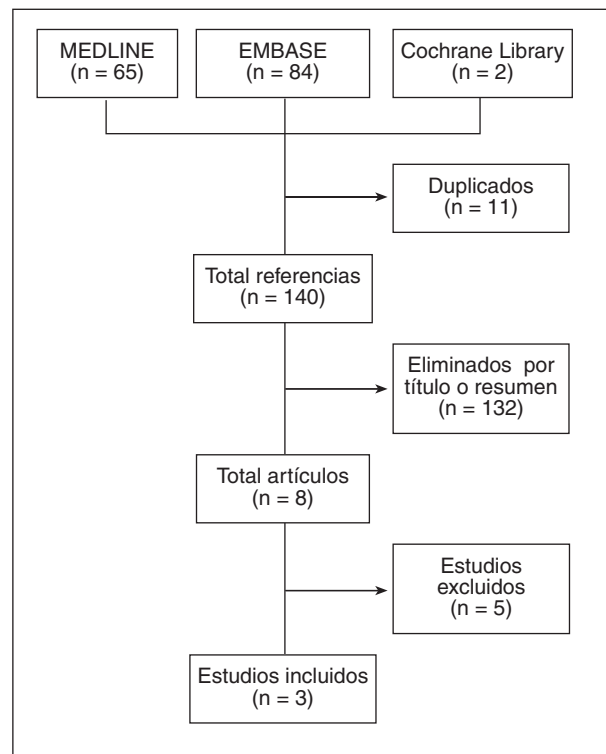 MEDLINE
(n = 65)
EMBASE
(n = 84)
Cochrane Library
(n = 2)
Duplicados
(n = 11)
Total referencias
(n = 140)
Eliminados por
título o resumen
(n = 132)
Total artículos
(n = 8)
Estudios
excluidos
(n = 5)
Estudios incluidos
(n = 3)